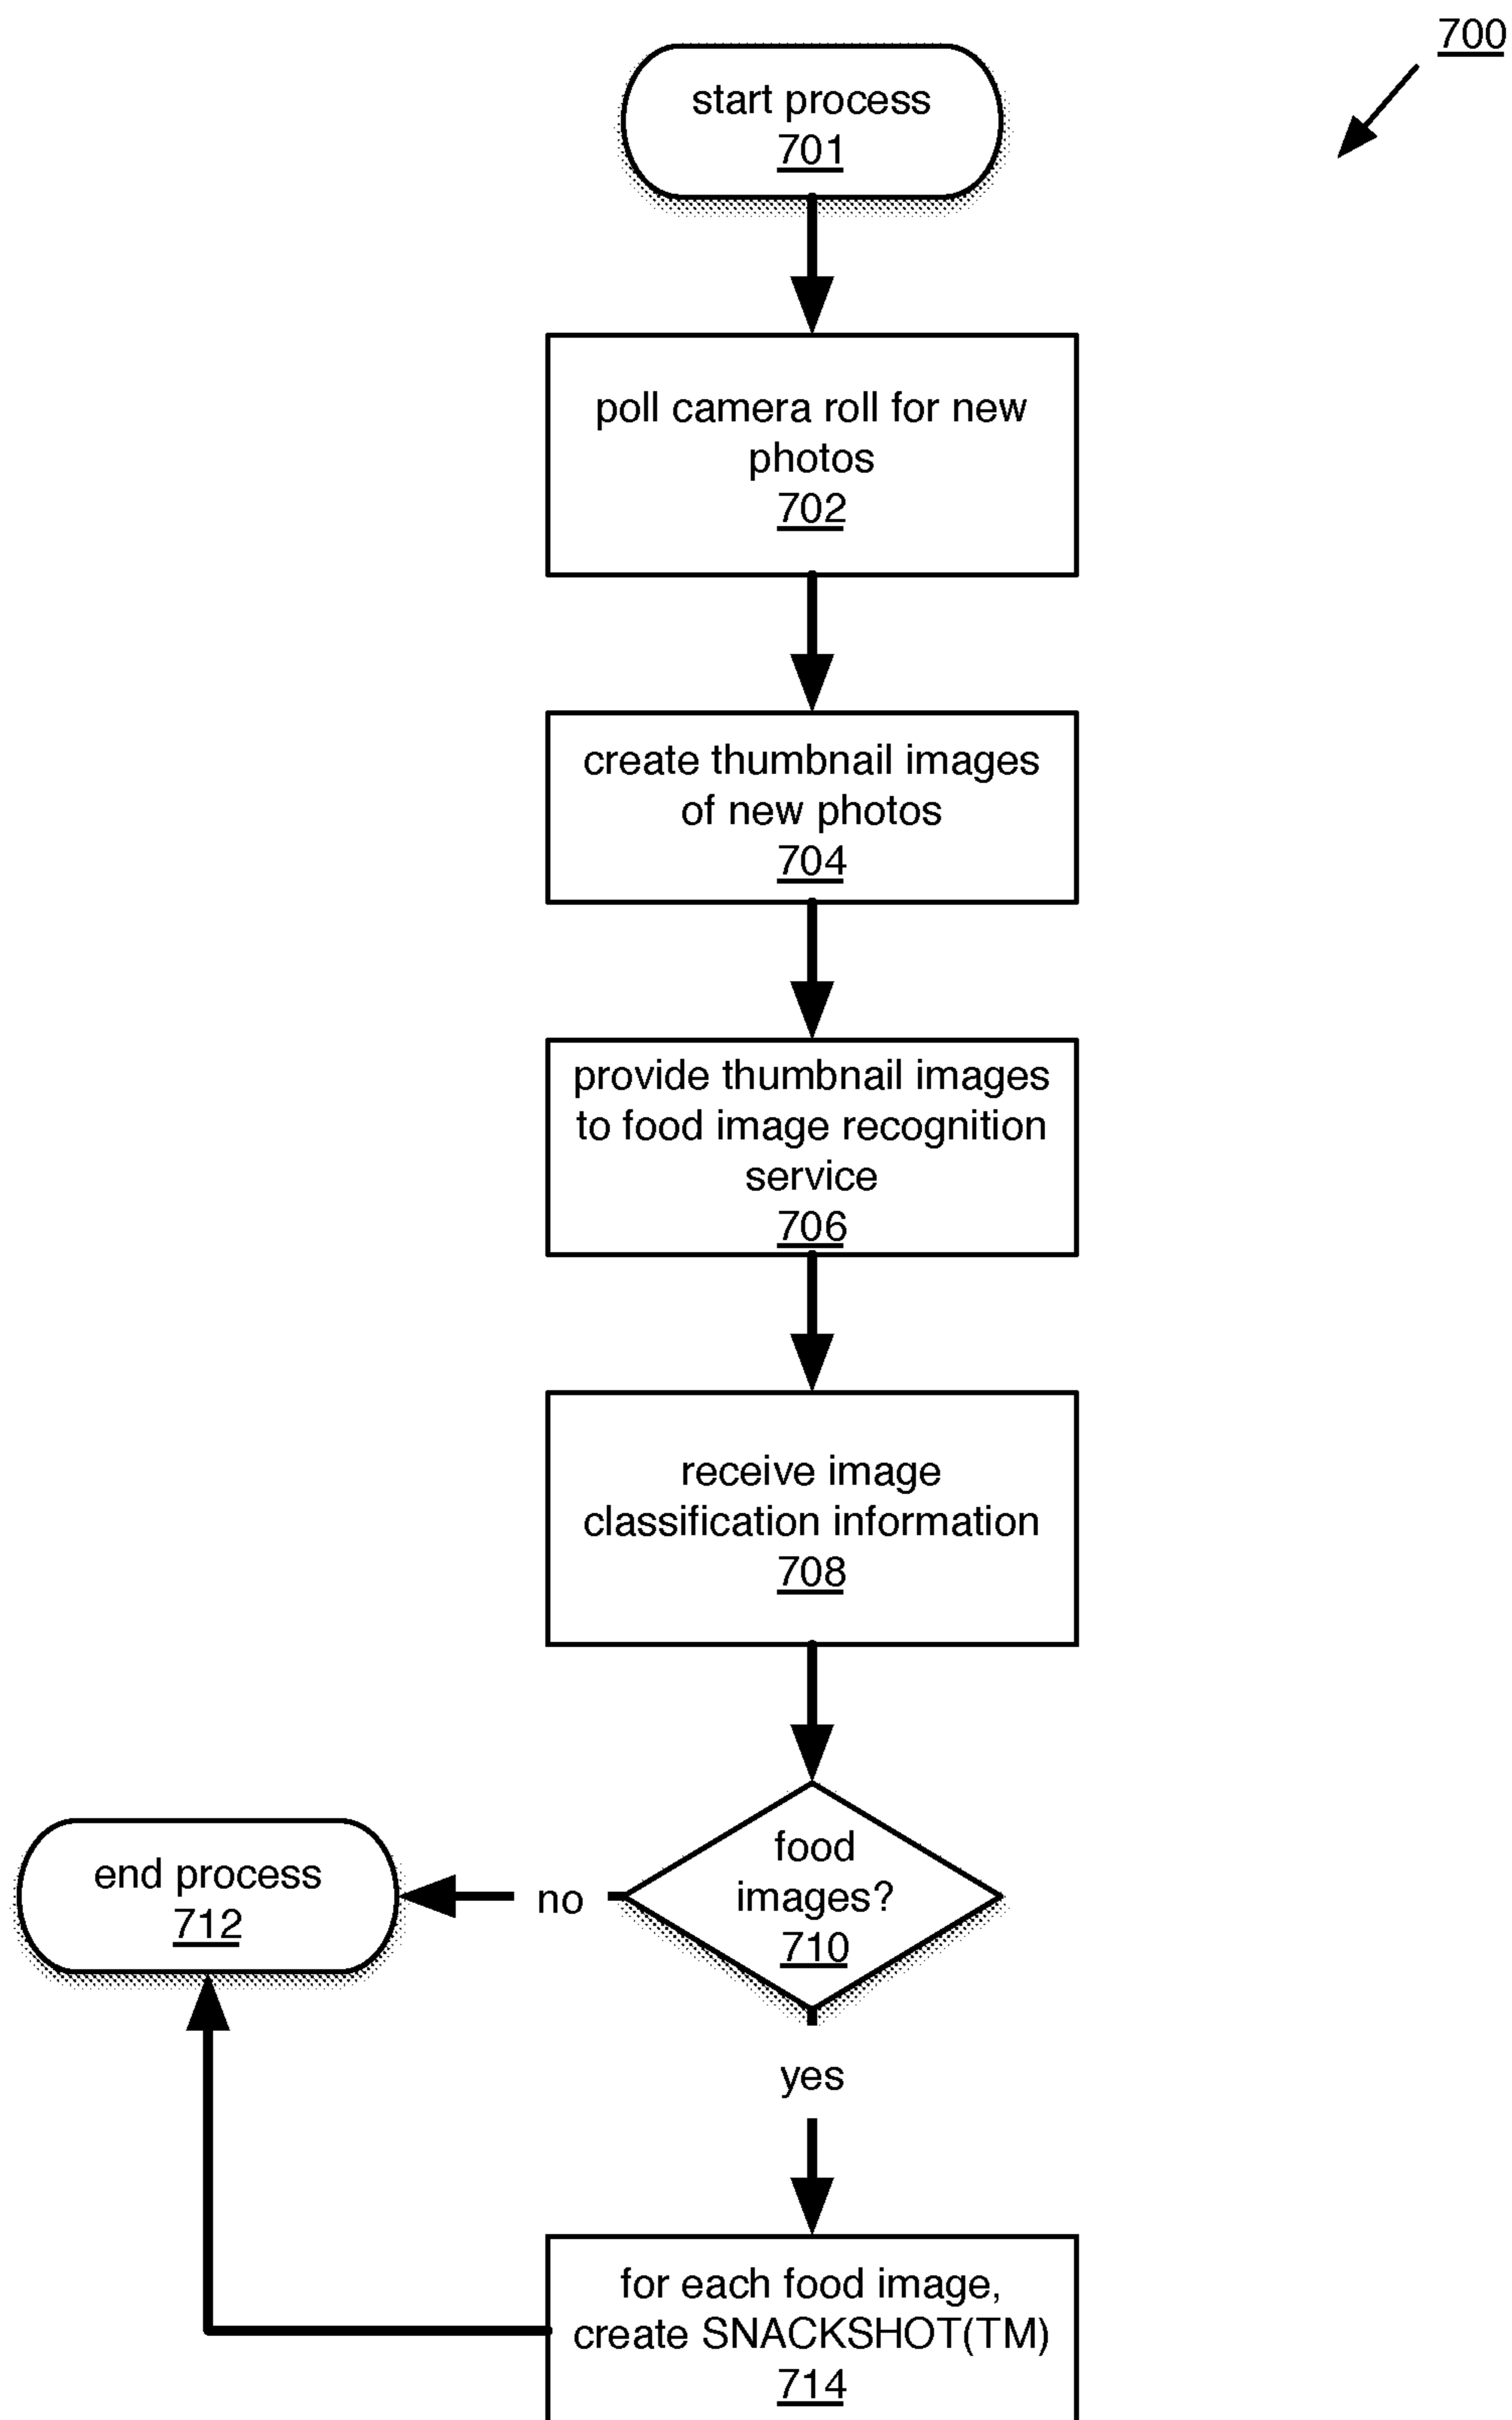 700
start process
701
poll camera roll for new
photos
702
create thumbnail images
of new photos
704
provide thumbnail images
to food image recognition
service
706
receive image
classification information
708
food
images?
710
no
end process
712
yes
for each food image,
create SNACKSHOT(TM)
714